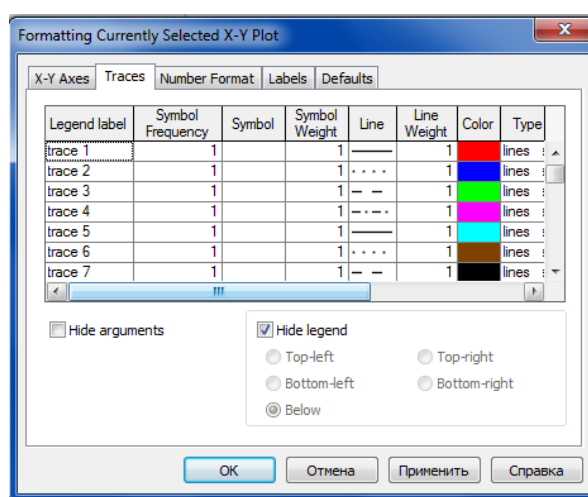 Formatting Currently Selected X-Y Plot
X-Y Axes Traces Number Format Labels Defaults
Legend label Symbol Frequency Symbol Symbol Weight Line Line Weight Color Type
trace 1 1 1 1 lines
trace 2 1 1 1 lines
trace 3 1 1 1 lines
trace 4 1 1 1 lines
trace 5 1 1 1 lines
trace 6 1 1 1 lines
trace 7 1 1 1 lines
Hide arguments
Hide legend
Top-left Top-right
Bottom-left Bottom-right
Below
OK Отмена Применить Справка